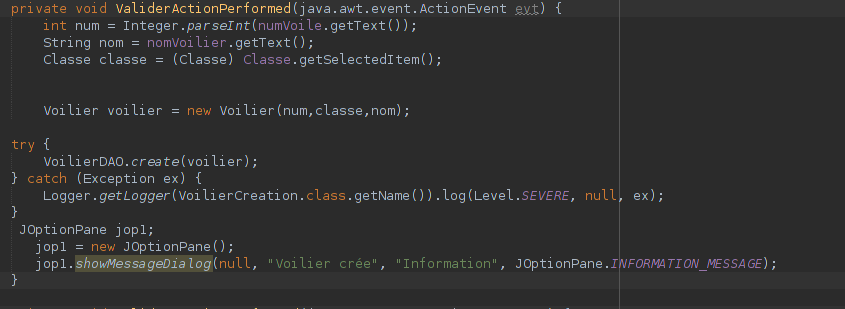 private void ValiderActionPerformed(java.awt.event.ActionEvent evt) {
int num = Integer.parseInt(numVoile.getText());
String nom = nomVoilier.getText();
Classe classe = (Classe) Classe.getSelectedItem();
Voilier voilier = new Voilier(num,classe,nom);
try {
VoilierDAO.create(voilier);
} catch (Exception ex) {
Logger.getLogger(VoilierCreation.class.getName()).log(Level.SEVERE, null, ex);
}
JOptionPane jop1;
jop1 = new JOptionPane();
jop1.showMessageDialog(null, "Voilier crée", "Information", JOptionPane.INFORMATION_MESSAGE);
}